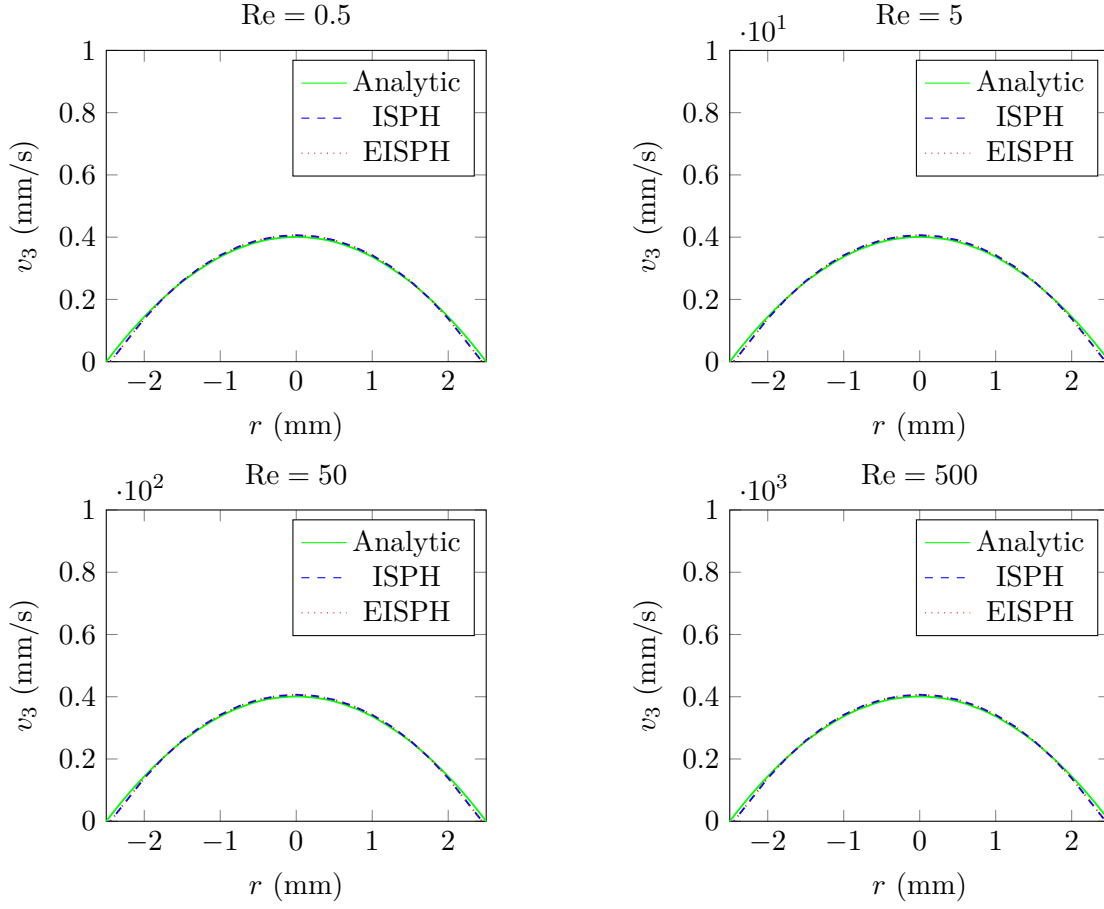 Re = 0.5
1
0.8
0.6
0.4
0.2
0
v3 (mm/s)
Analytic
ISPH
EISPH
−2 −1 0 1 2
r (mm)
Re = 5
·10^1
1
0.8
0.6
0.4
0.2
0
v3 (mm/s)
Analytic
ISPH
EISPH
−2 −1 0 1 2
r (mm)
Re = 50
·10^2
1
0.8
0.6
0.4
0.2
0
v3 (mm/s)
Analytic
ISPH
EISPH
−2 −1 0 1 2
r (mm)
Re = 500
·10^3
1
0.8
0.6
0.4
0.2
0
v3 (mm/s)
Analytic
ISPH
EISPH
−2 −1 0 1 2
r (mm)